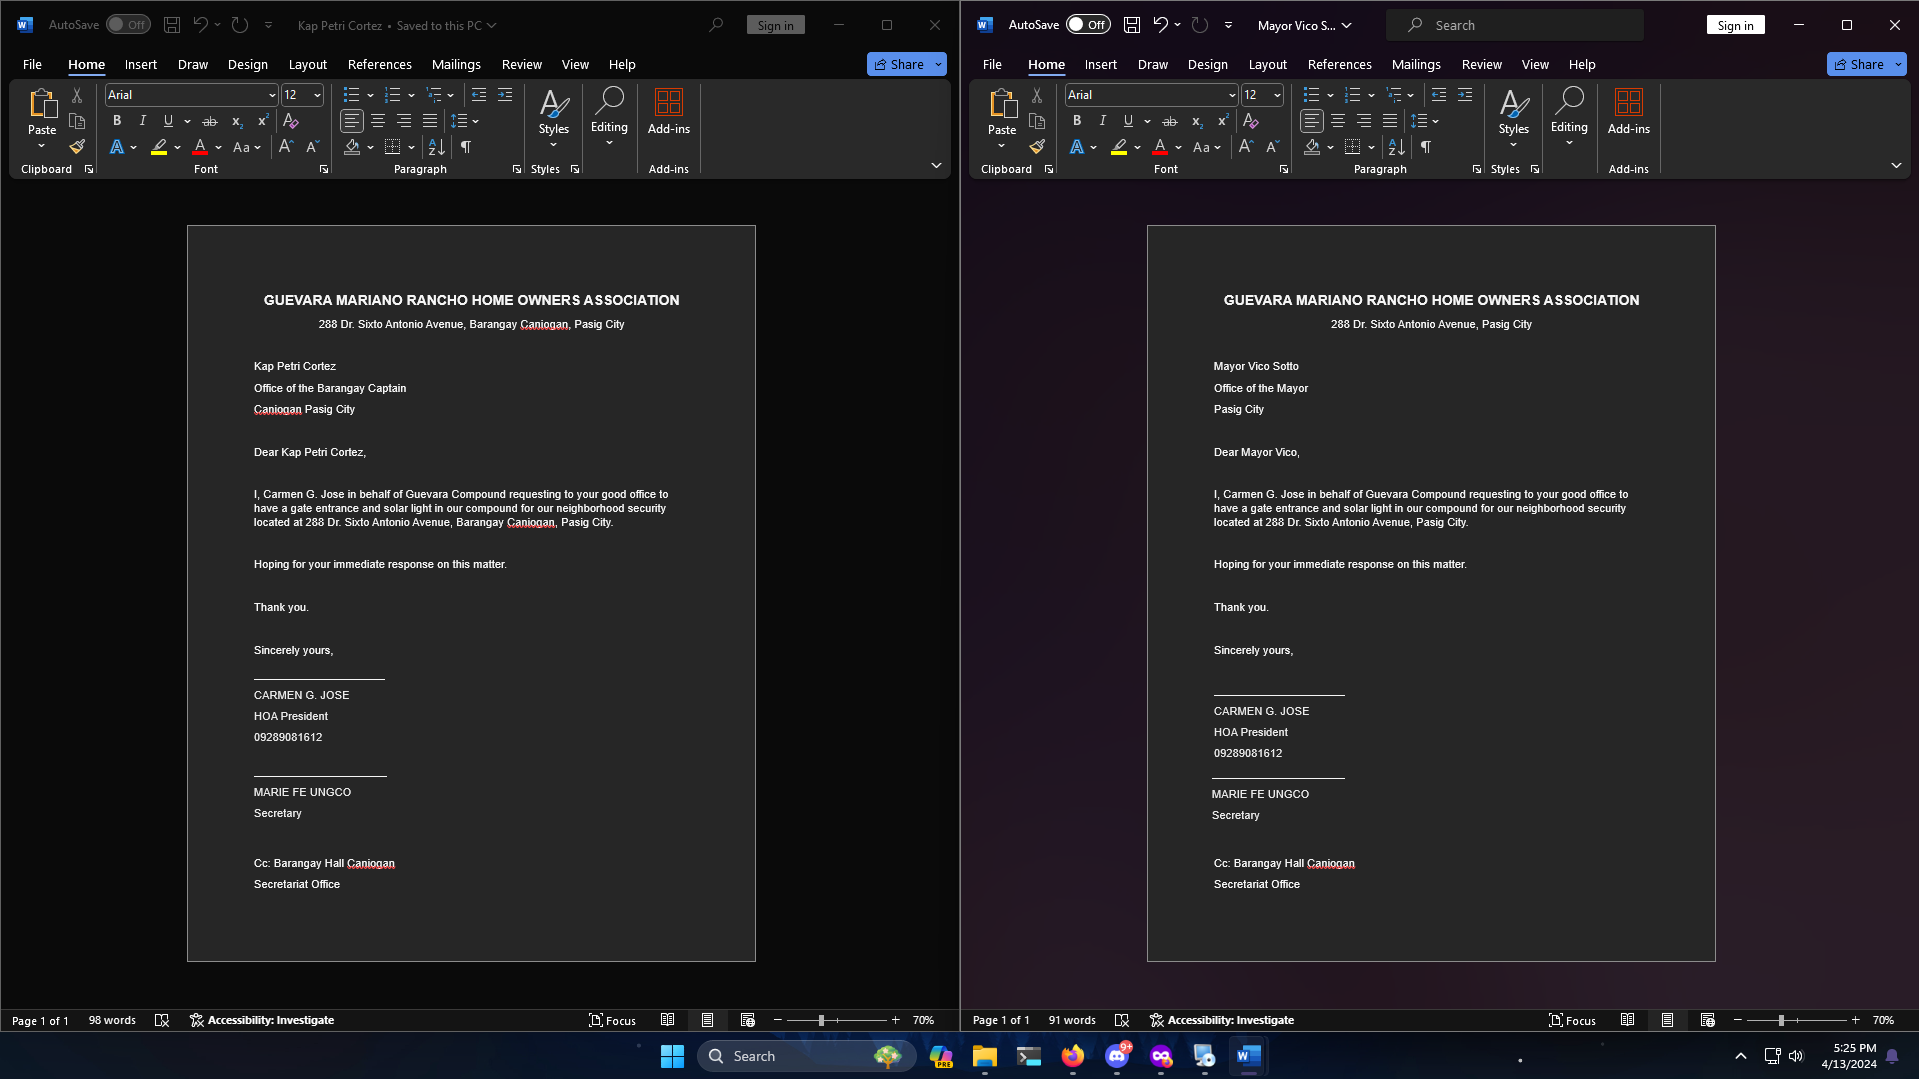 AutoSave Off Kap Petri Cortez • Saved to this PC Sign in
File Home Insert Draw Design Layout References Mailings Review View Help Share
Paste Arial 12 Styles Editing Add-ins
B I U ab x₂ x²
A A Aa A A
Clipboard Font Paragraph Styles Add-ins
GUEVARA MARIANO RANCHO HOME OWNERS ASSOCIATION
288 Dr. Sixto Antonio Avenue, Barangay Caniogan, Pasig City
Kap Petri Cortez
Office of the Barangay Captain
Caniogan Pasig City
Dear Kap Petri Cortez,
I, Carmen G. Jose in behalf of Guevara Compound requesting to your good office to
have a gate entrance and solar light in our compound for our neighborhood security
located at 288 Dr. Sixto Antonio Avenue, Barangay Caniogan, Pasig City.
Hoping for your immediate response on this matter.
Thank you.
Sincerely yours,
CARMEN G. JOSE
HOA President
09289081612
MARIE FE UNGCO
Secretary
Cc: Barangay Hall Caniogan
Secretariat Office
Page 1 of 1 98 words Accessibility: Investigate Focus 70%
AutoSave Off Mayor Vico S... Search Sign in
File Home Insert Draw Design Layout References Mailings Review View Help Share
Paste Arial 12 Styles Editing Add-ins
B I U ab x₂ x²
A A Aa A A
Clipboard Font Paragraph Styles Add-ins
GUEVARA MARIANO RANCHO HOME OWNERS ASSOCIATION
288 Dr. Sixto Antonio Avenue, Pasig City
Mayor Vico Sotto
Office of the Mayor
Pasig City
Dear Mayor Vico,
I, Carmen G. Jose in behalf of Guevara Compound requesting to your good office to
have a gate entrance and solar light in our compound for our neighborhood security
located at 288 Dr. Sixto Antonio Avenue, Pasig City.
Hoping for your immediate response on this matter.
Thank you.
Sincerely yours,
CARMEN G. JOSE
HOA President
09289081612
MARIE FE UNGCO
Secretary
Cc: Barangay Hall Caniogan
Secretariat Office
Page 1 of 1 91 words Accessibility: Investigate Focus 70%
Search PRE 9+ 5:25 PM
4/13/2024